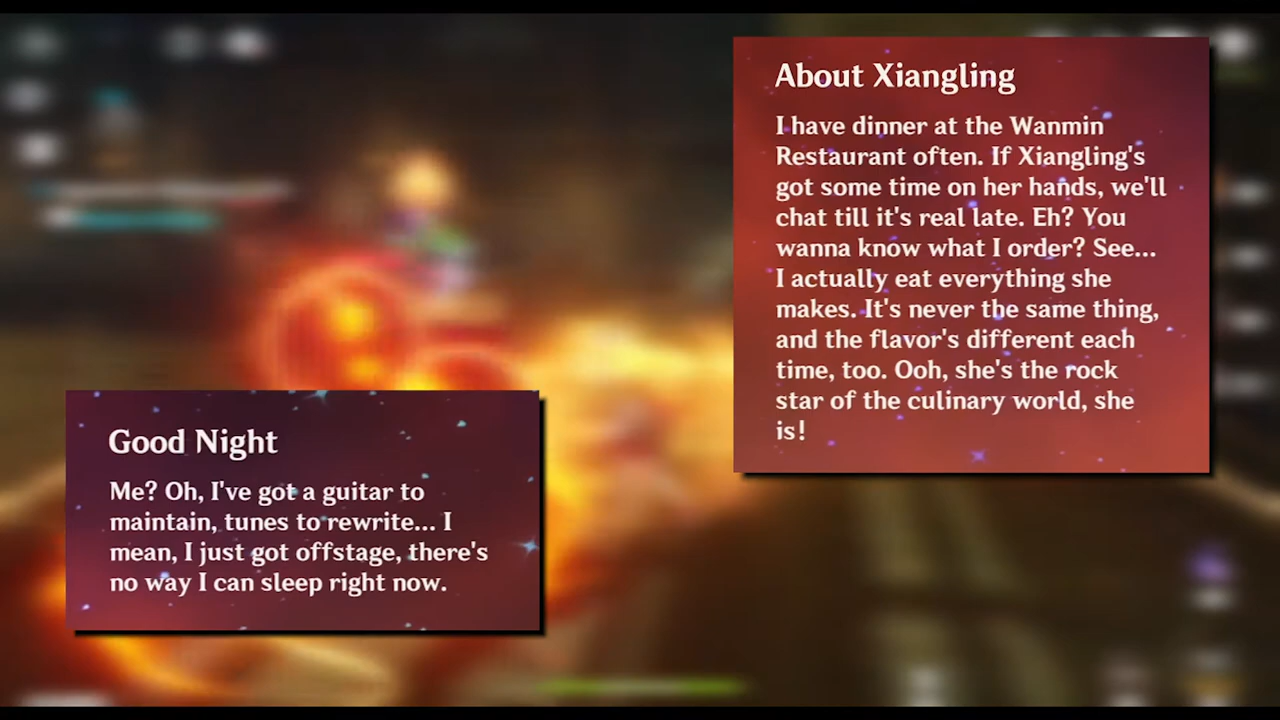 About Xiangling
I have dinner at the Wanmin
Restaurant often. If Xiangling's
got some time on her hands, we'll
chat till it's real late. Eh? You
wanna know what I order? See...
I actually eat everything she
makes. It's never the same thing,
and the flavor's different each
time, too. Ooh, she's the rock
star of the culinary world, she
is!
Good Night
Me? Oh, I've got a guitar to
maintain, tunes to rewrite... I
mean, I just got offstage, there's
no way I can sleep right now.